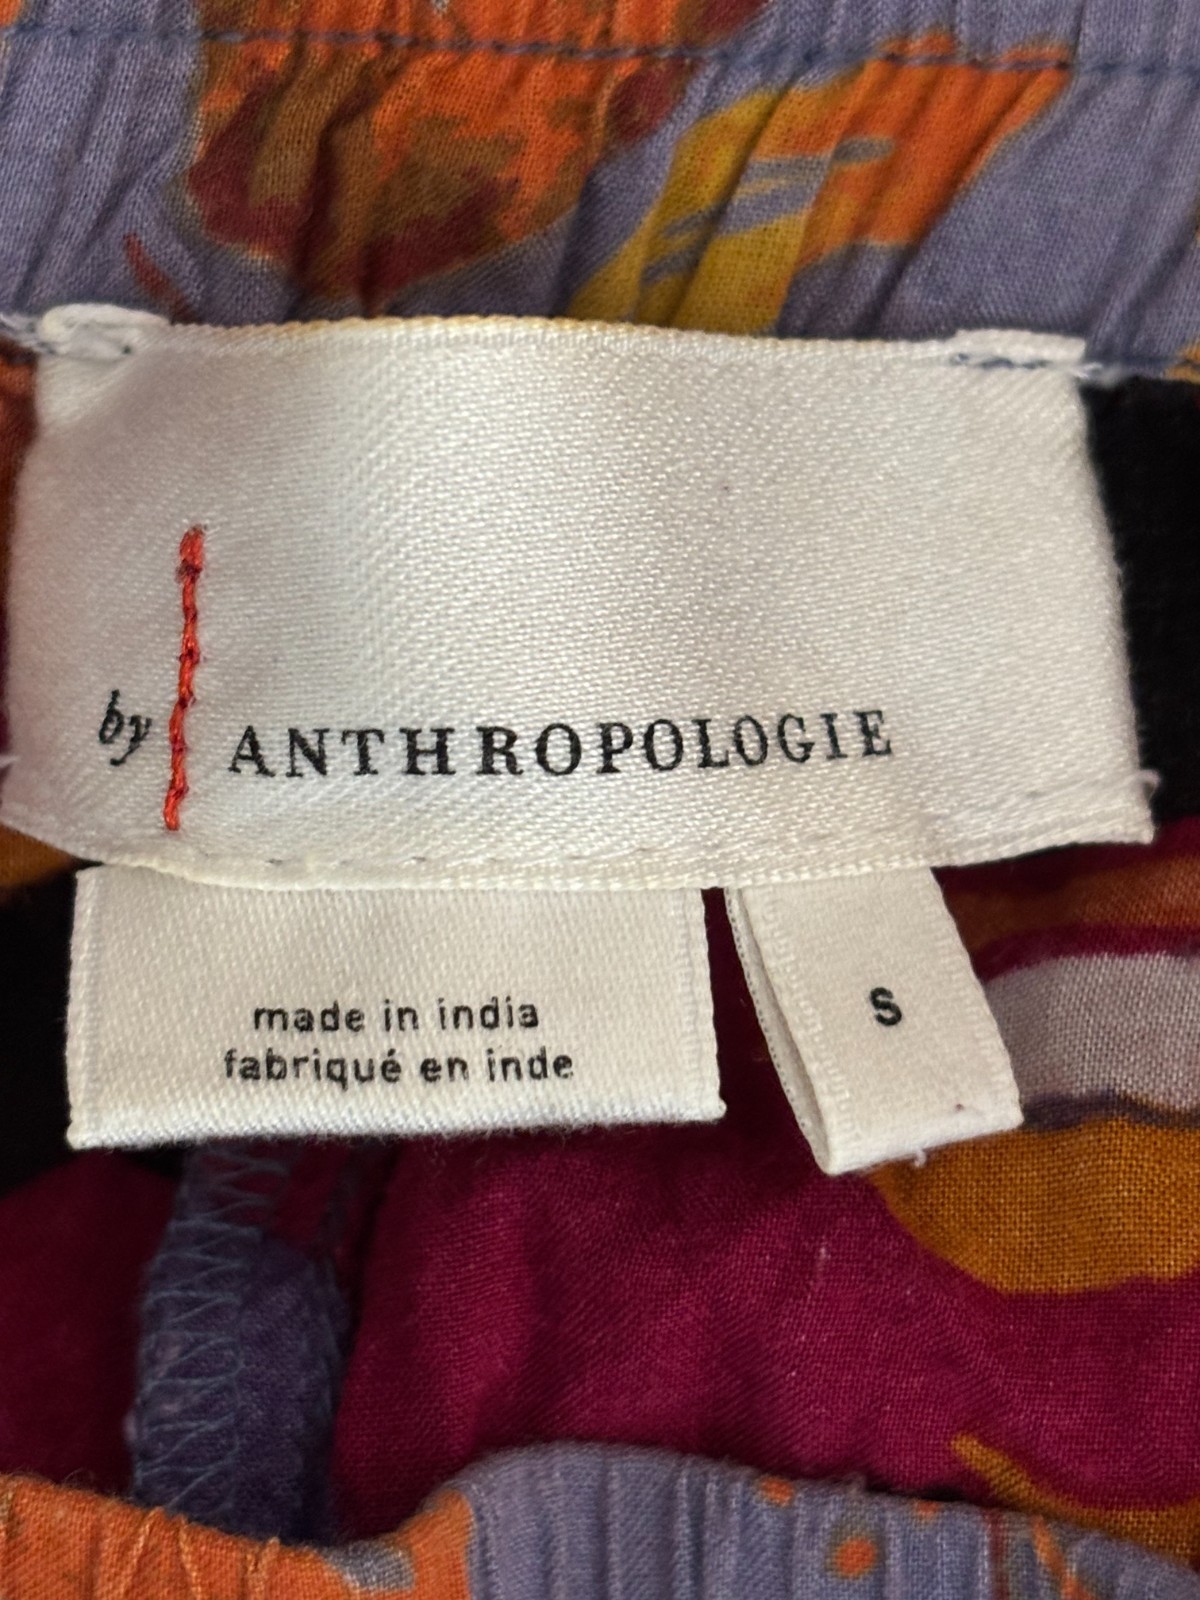 by ANTHROPOLOGIE
made in india
fabriqué en inde
S